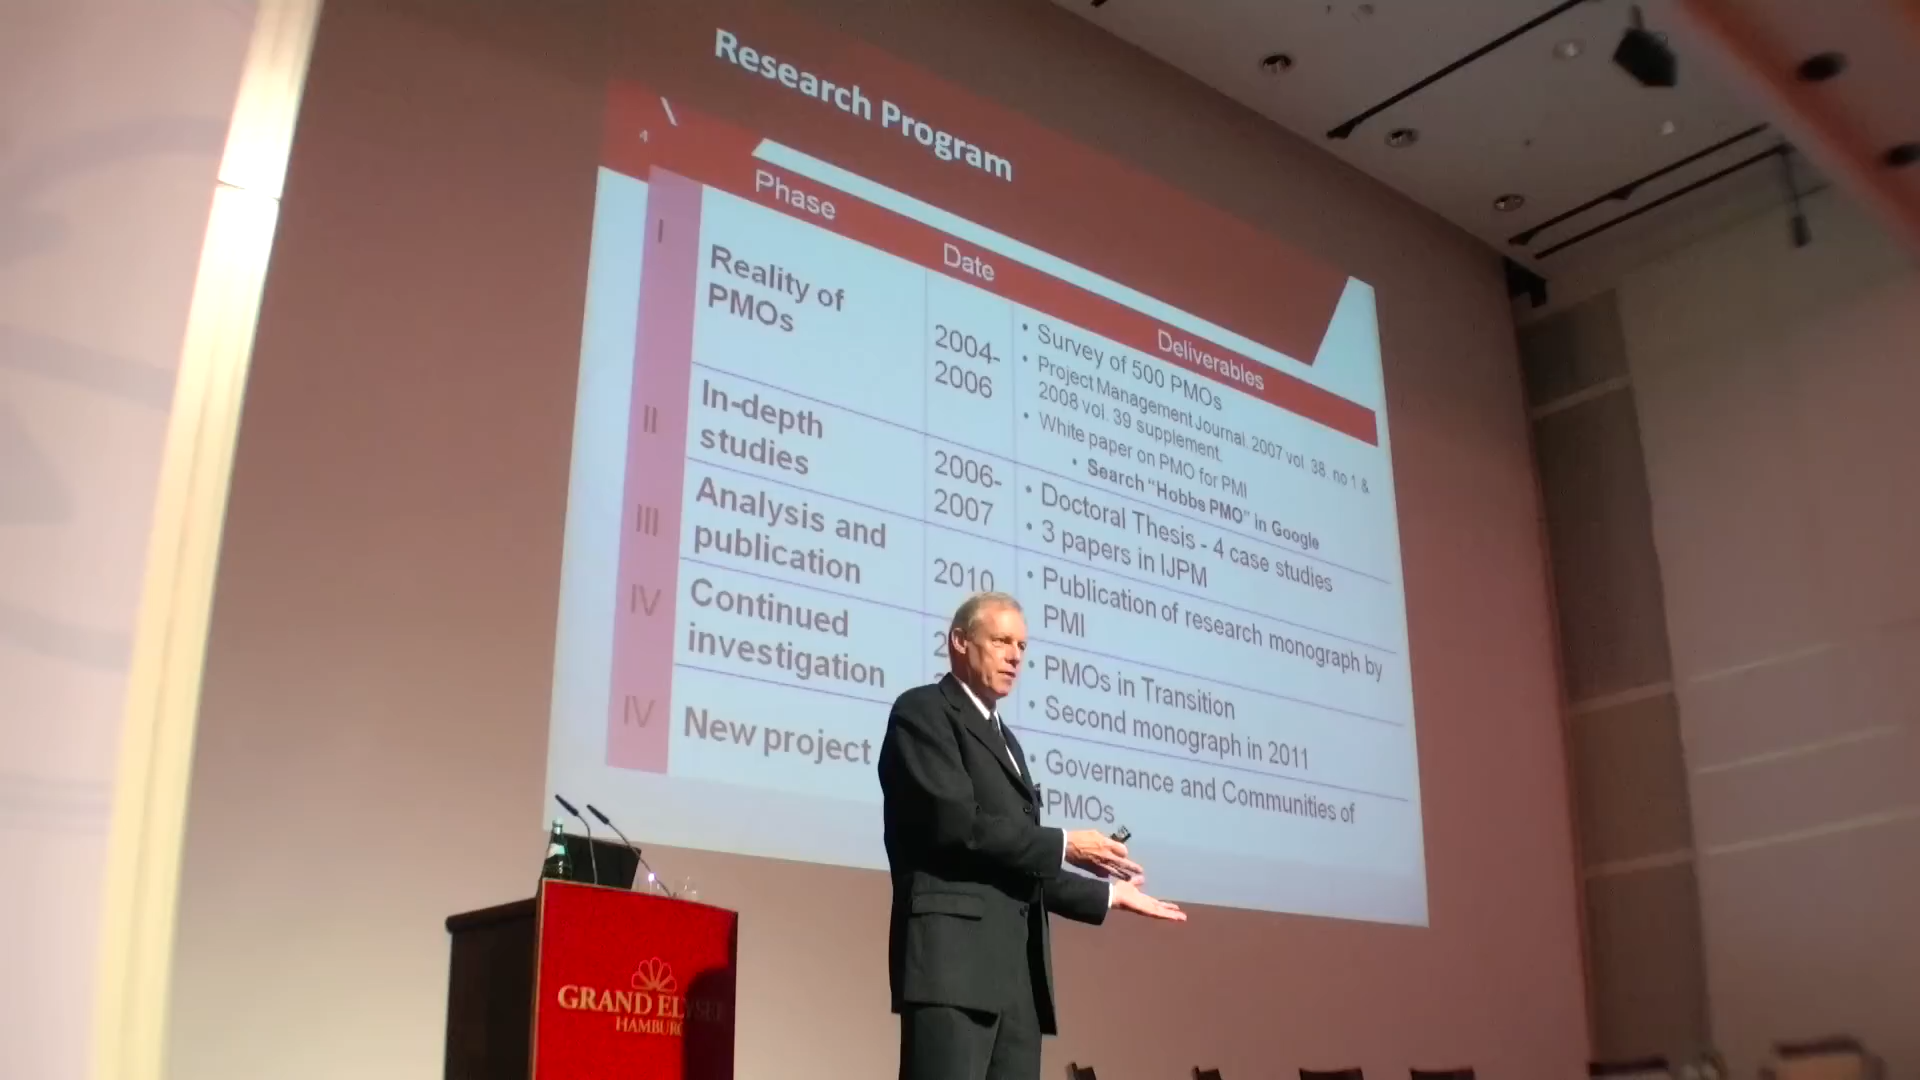 Research Program
4
Phase
Date
Deliverables
I
Reality of
PMOs
2004-
2006
• Survey of 500 PMOs
• Project Management Journal. 2007 vol. 38. no 1 &
2008 vol. 39 supplement.
• White paper on PMO for PMI
• Search "Hobbs PMO" in Google
II
In-depth
studies
2006-
2007
• Doctoral Thesis - 4 case studies
• 3 papers in IJPM
III
Analysis and
publication
2010
• Publication of research monograph by
PMI
IV
Continued
investigation
• PMOs in Transition
• Second monograph in 2011
IV
New project
• Governance and Communities of
PMOs
GRAND ELYSEE
HAMBURG